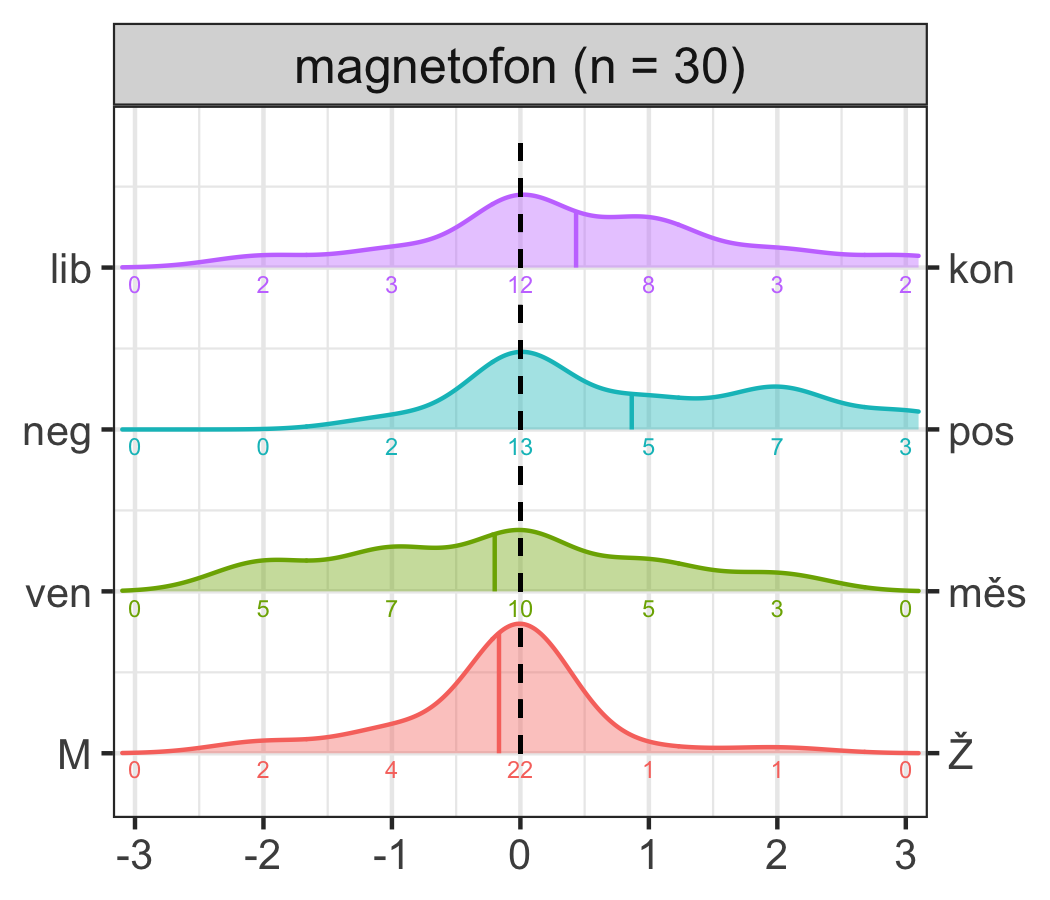 magnetofon (n = 30)
lib kon
0 2 3 12 8 3 2
neg pos
0 0 2 13 5 7 3
ven měs
0 5 7 10 5 3 0
M Ž
0 2 4 22 1 1 0
-3 -2 -1 0 1 2 3